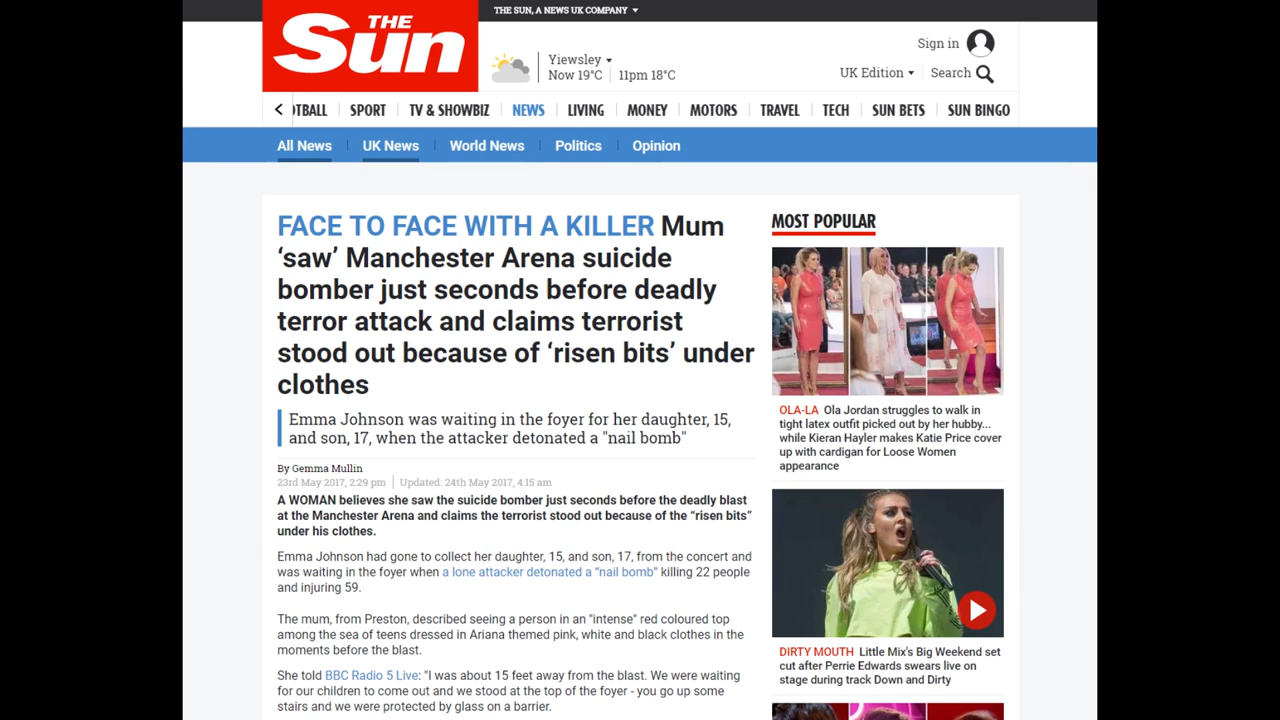 THE SUN, A NEWS UK COMPANY
THE
Sun
Yiewsley
Now 19°C
11pm 18°C
Sign in
UK Edition
Search
OTBALL
SPORT
TV & SHOWBIZ
NEWS
LIVING
MONEY
MOTORS
TRAVEL
TECH
SUN BETS
SUN BINGO
All News
UK News
World News
Politics
Opinion
FACE TO FACE WITH A KILLER Mum
‘saw’ Manchester Arena suicide
bomber just seconds before deadly
terror attack and claims terrorist
stood out because of ‘risen bits’ under
clothes
Emma Johnson was waiting in the foyer for her daughter, 15,
and son, 17, when the attacker detonated a "nail bomb"
By Gemma Mullin
23rd May 2017, 2:29 pm
Updated: 24th May 2017, 4:15 am
A WOMAN believes she saw the suicide bomber just seconds before the deadly blast
at the Manchester Arena and claims the terrorist stood out because of the “risen bits”
under his clothes.
Emma Johnson had gone to collect her daughter, 15, and son, 17, from the concert and
was waiting in the foyer when a lone attacker detonated a “nail bomb” killing 22 people
and injuring 59.
The mum, from Preston, described seeing a person in an "intense" red coloured top
among the sea of teens dressed in Ariana themed pink, white and black clothes in the
moments before the blast.
She told BBC Radio 5 Live: "I was about 15 feet away from the blast. We were waiting
for our children to come out and we stood at the top of the foyer - you go up some
stairs and we were protected by glass on a barrier.
MOST POPULAR
OLA-LA Ola Jordan struggles to walk in
tight latex outfit picked out by her hubby...
while Kieran Hayler makes Katie Price cover
up with cardigan for Loose Women
appearance
DIRTY MOUTH Little Mix's Big Weekend set
cut after Perrie Edwards swears live on
stage during track Down and Dirty